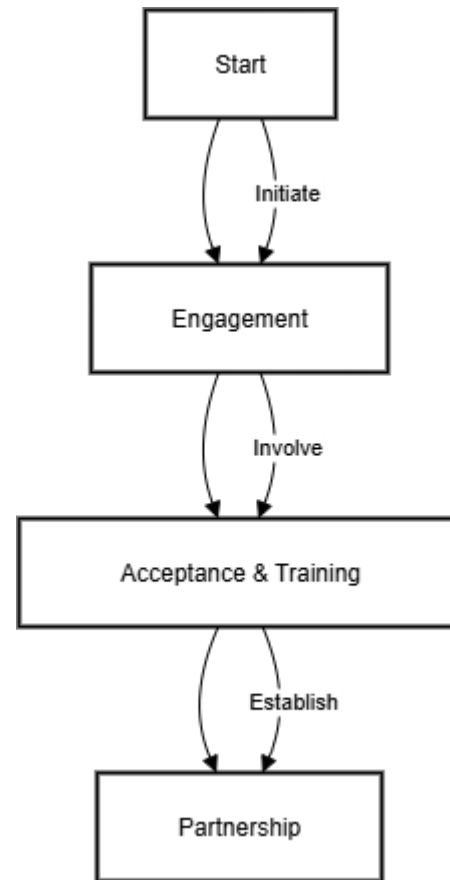 Start
Initiate
Engagement
Involve
Acceptance & Training
Establish
Partnership